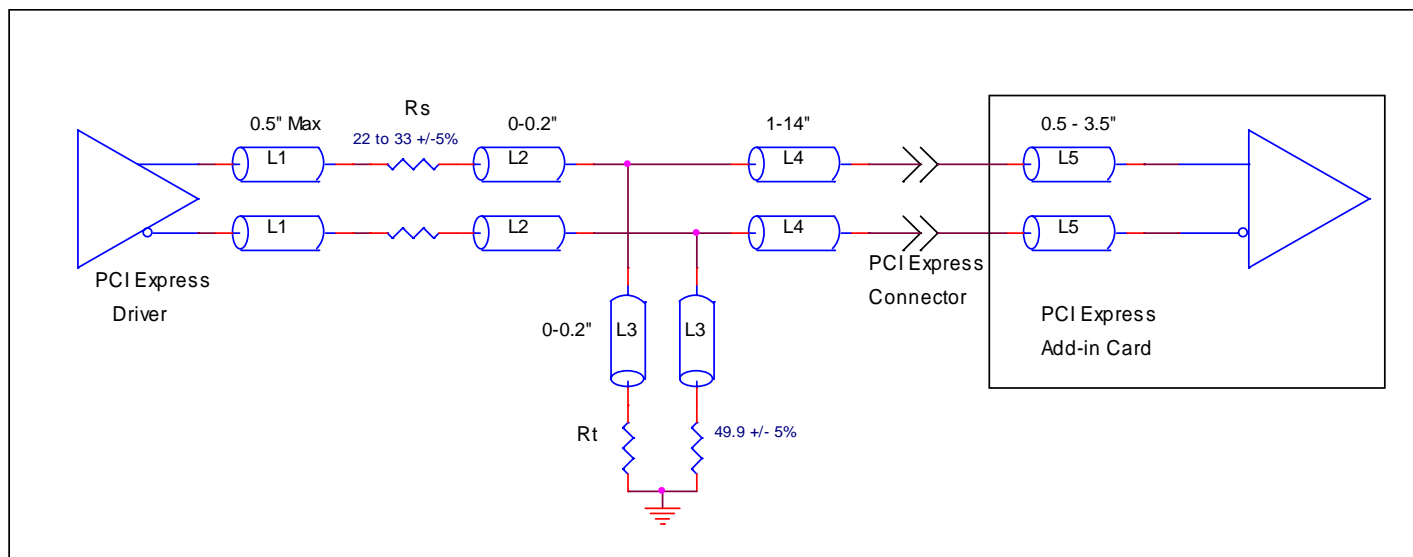 Rs
0.5" Max
0-0.2"
1-14"
0.5 - 3.5"
22 to 33 +/-5%
L1
L2
L4
L5
L1
L2
L4
L5
PCI Express
Driver
PCI Express
Connector
PCI Express
Add-in Card
0-0.2"
L3
L3
Rt
49.9 +/- 5%